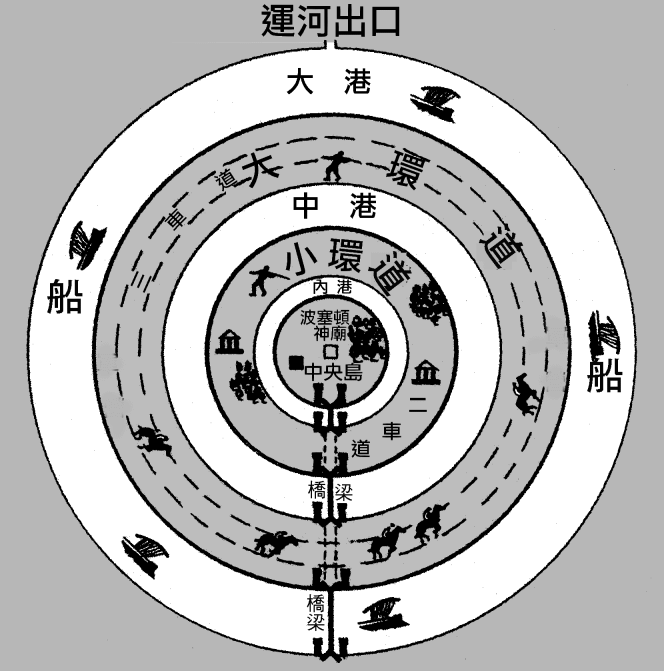 運河出口
大 港
大 環 道
三 車 道
中 港
小 環 道
內 港
波塞頓
神廟
中央島
船
船
二 車 道
橋 梁
橋
梁